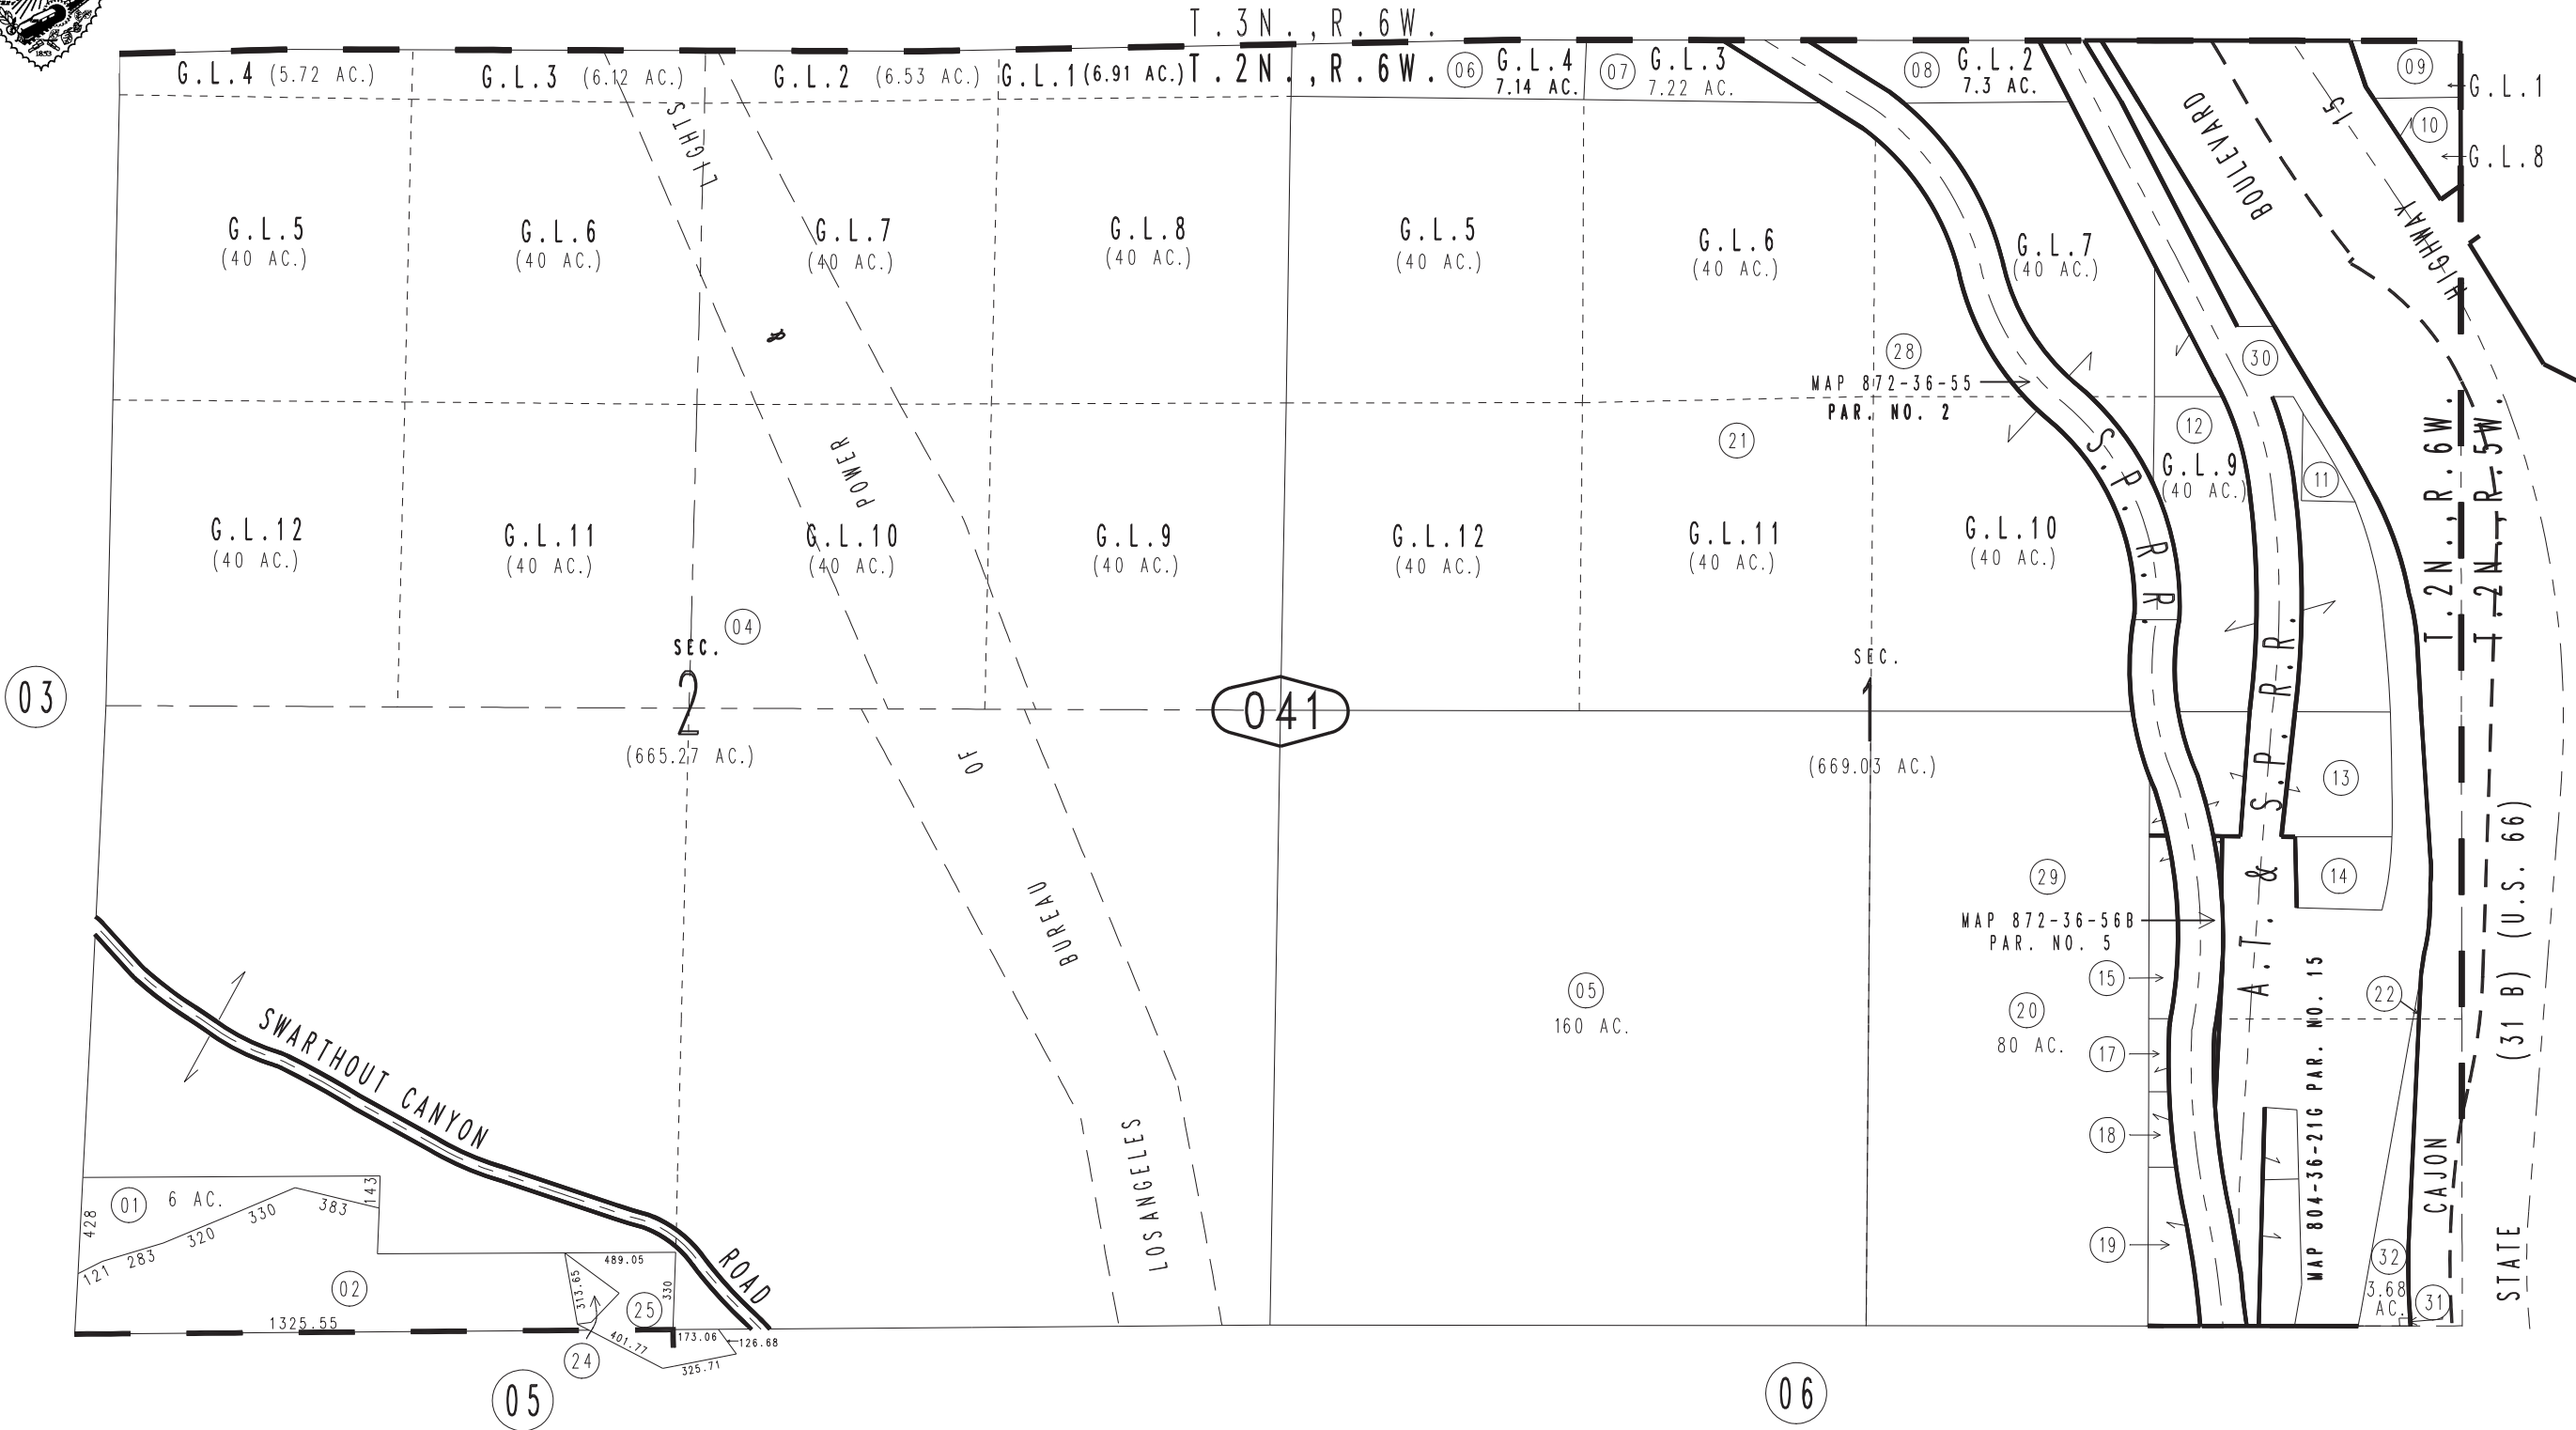 1853
T.3N.,R.6W.
G.L.4 (5.72 AC.)
G.L.3 (6.12 AC.)
G.L.2 (6.53 AC.)
G.L.1 (6.91 AC.)
T.2N.,R.6W.
06
G.L.4
7.14 AC.
07
G.L.3
7.22 AC.
08
G.L.2
7.3 AC.
09
G.L.1
10
G.L.8
BOULEVARD
15
HIGHWAY
LIGHTS
&
POWER
OF
BUREAU
LOS ANGELES
G.L.5
(40 AC.)
G.L.6
(40 AC.)
G.L.7
(40 AC.)
G.L.8
(40 AC.)
G.L.5
(40 AC.)
G.L.6
(40 AC.)
G.L.7
(40 AC.)
28
MAP 872-36-55
PAR. NO. 2
30
21
12
G.L.9
(40 AC.)
11
S.P. R.R.
T.2N., R.6W.
T.2N., R.5W.
G.L.12
(40 AC.)
G.L.11
(40 AC.)
G.L.10
(40 AC.)
G.L.9
(40 AC.)
G.L.12
(40 AC.)
G.L.11
(40 AC.)
G.L.10
(40 AC.)
04
SEC.
2
(665.27 AC.)
03
041
SEC.
1
(669.03 AC.)
13
14
A.T. & S.P. R.R.
29
MAP 872-36-56B
PAR. NO. 5
15
05
160 AC.
20
80 AC.
17
18
19
MAP 804-36-21G PAR. NO. 15
22
(31 B) (U.S. 66)
STATE
CAJON
32
3.68
AC.
31
SWARTHOUT CANYON
ROAD
01
6 AC.
428
121
283
320
330
383
143
02
1325.55
489.05
313.65
330
25
24
401.77
173.06
126.68
325.71
05
06